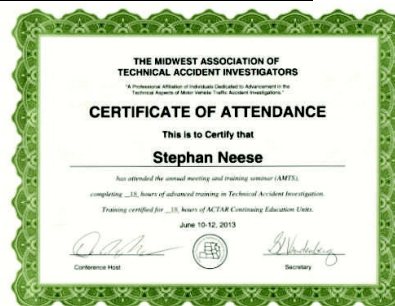 THE MIDWEST ASSOCIATION OF
TECHNICAL ACCIDENT INVESTIGATORS
"A Professional Affiliation of Individuals Dedicated to Advancement in the
Technical Aspects of Motor Vehicle Traffic Accident Investigations."
CERTIFICATE OF ATTENDANCE
This is to Certify that
Stephan Neese
has attended the annual meeting and training seminar (AMTS),
completing _15_ hours of advanced training in Technical Accident Investigation.
Training certified for _15_ hours of ACTAR Continuing Education Units.
June 10-12, 2013
Conference Host
Secretary